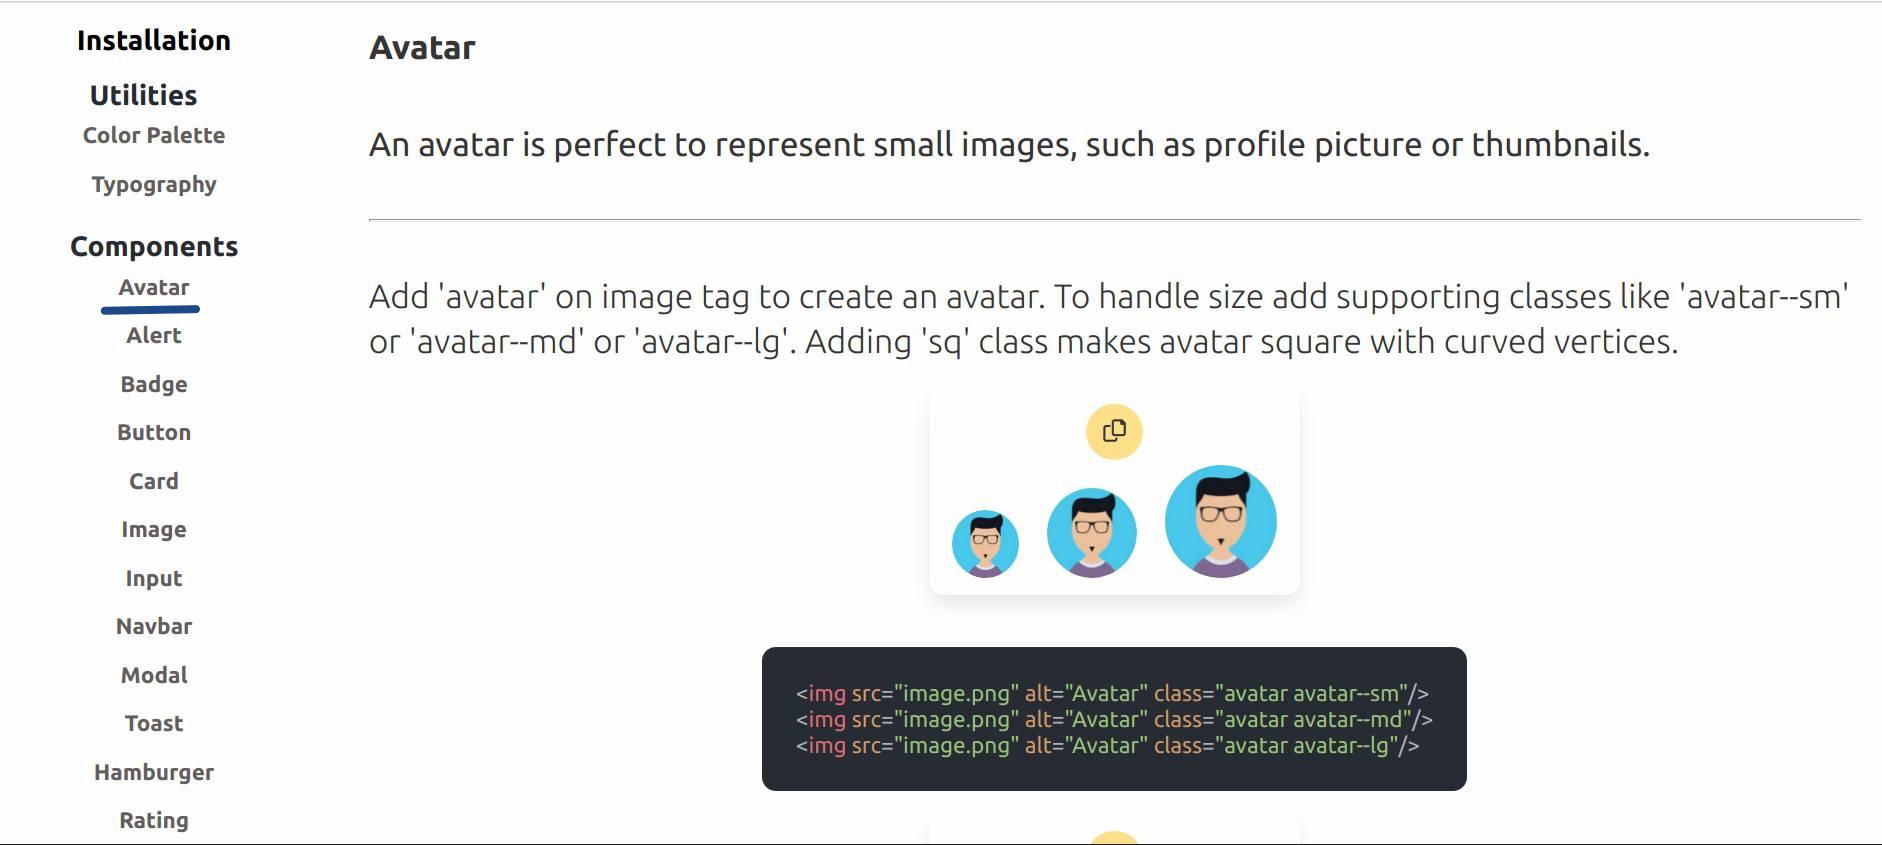 Installation
Utilities
Color Palette
Typography
Components
Avatar
Alert
Badge
Button
Card
Image
Input
Navbar
Modal
Toast
Hamburger
Rating
Avatar
An avatar is perfect to represent small images, such as profile picture or thumbnails.
Add 'avatar' on image tag to create an avatar. To handle size add supporting classes like 'avatar--sm'
or 'avatar--md' or 'avatar--lg'. Adding 'sq' class makes avatar square with curved vertices.
<img src="image.png" alt="Avatar" class="avatar avatar--sm"/>
<img src="image.png" alt="Avatar" class="avatar avatar--md"/>
<img src="image.png" alt="Avatar" class="avatar avatar--lg"/>